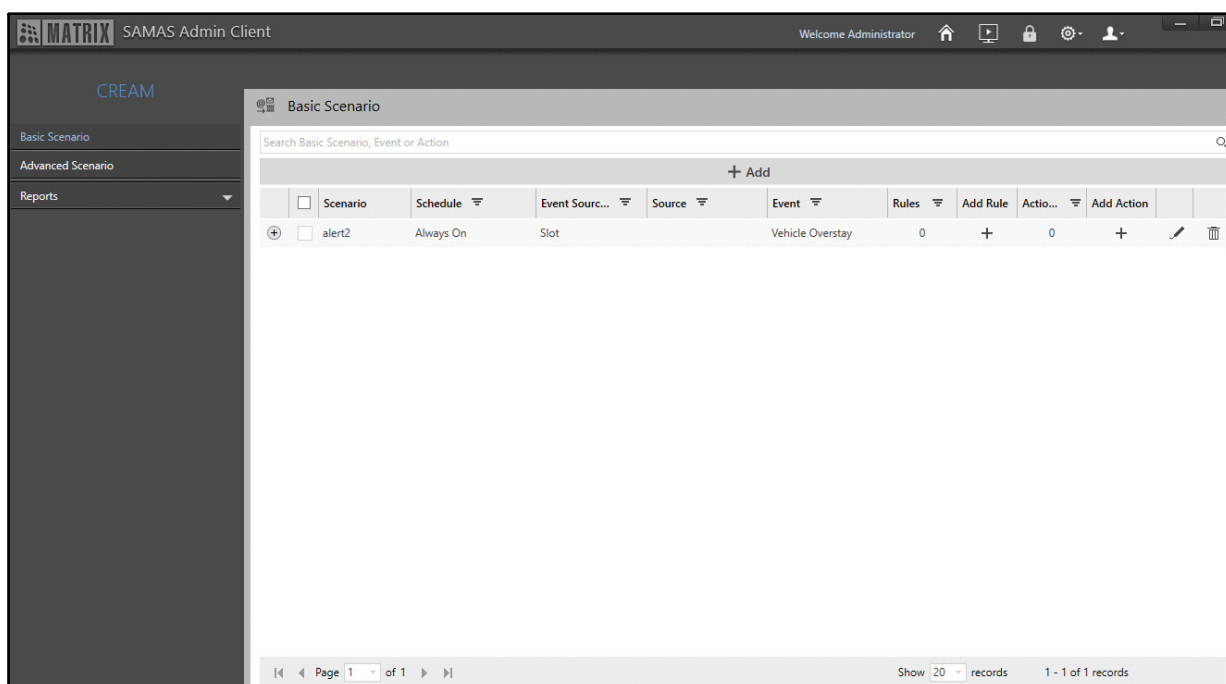 MATRIX SAMAS Admin Client
Welcome Administrator
CREAM
Basic Scenario
Advanced Scenario
Reports
Basic Scenario
Search Basic Scenario, Event or Action
+ Add
Scenario Schedule Event Sourc... Source Event Rules Add Rule Actio... Add Action
alert2 Always On Slot Vehicle Overstay 0 + 0 +
Page 1 of 1 Show 20 records 1 - 1 of 1 records